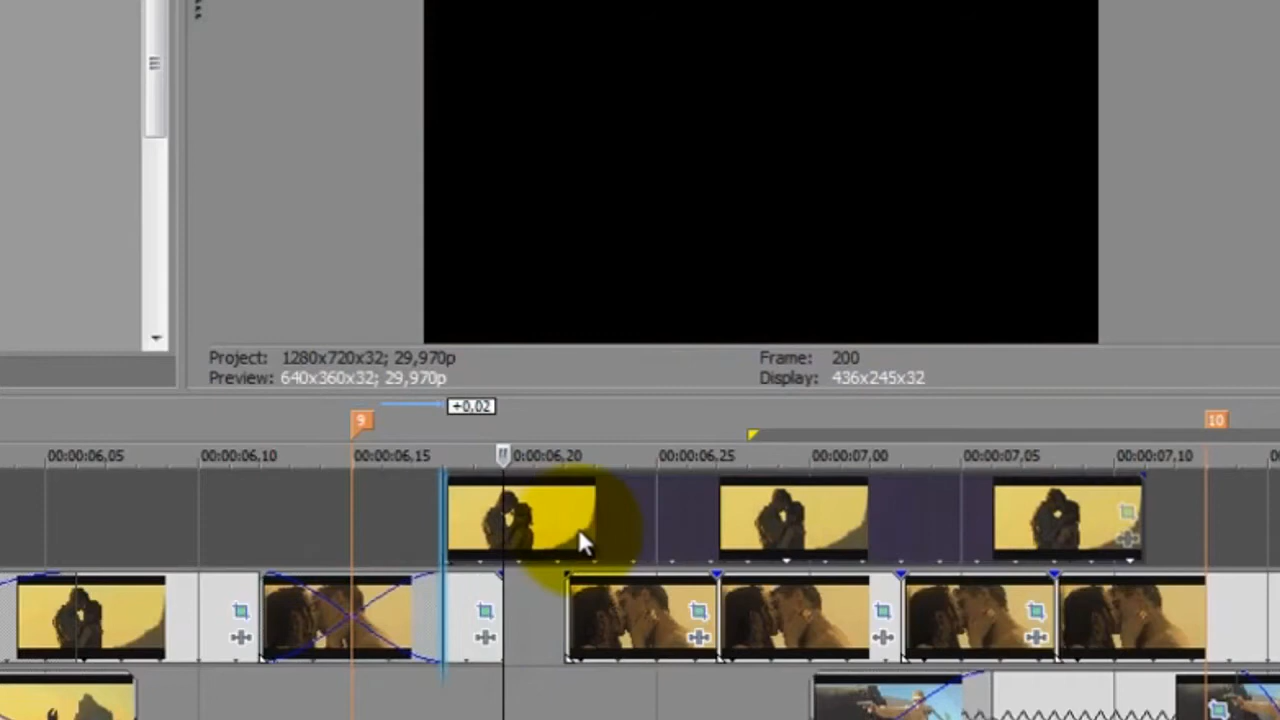 Project: 1280x720x32; 29,970p
Frame: 200
Preview: 640x360x32; 29,970p
Display: 436x245x32
+0.02
9
10
00:00:06,05 00:00:06,10 00:00:06,15 0:00:06,20 00:00:06,25 00:00:07,00 00:00:07,05 00:00:07,10